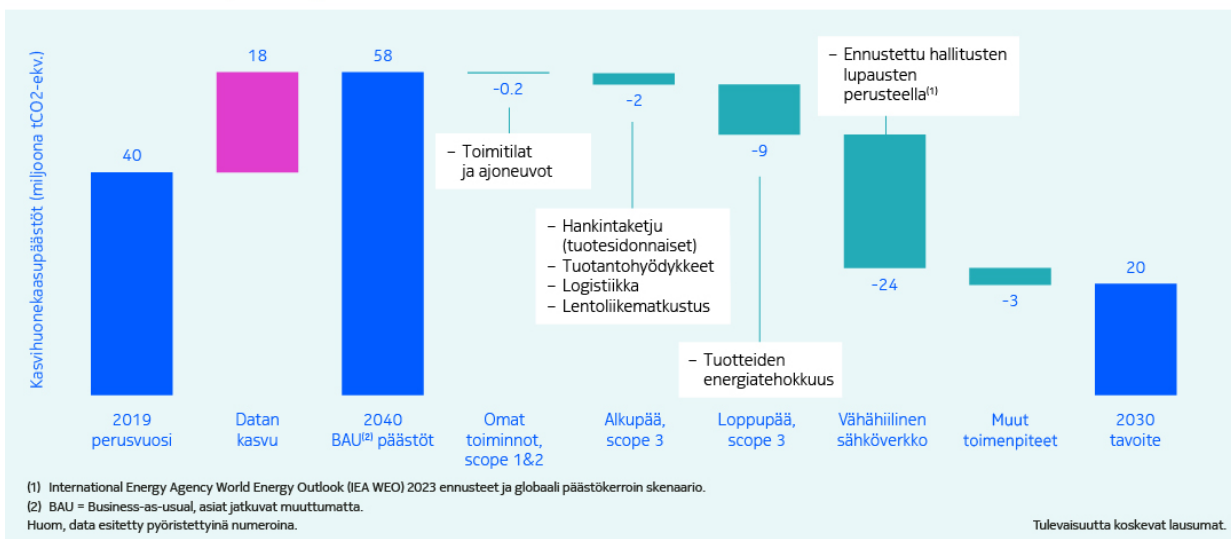 Kasvihuonekaasupäästöt (miljoona tCO2-ekv.)
40
18
58
-0.2
-2
-9
-24
-3
20
– Toimitilat
ja ajoneuvot
– Hankintaketju
(tuotesidonnaiset)
– Tuotantohyödykkeet
– Logistiikka
– Lentoliikematkustus
– Tuotteiden
energiatehokkuus
– Ennustettu hallitusten
lupausten
perusteella⁽¹⁾
2019
perusvuosi
Datan
kasvu
2040
BAU⁽²⁾ päästöt
Omat
toiminnot,
scope 1&2
Alkupää,
scope 3
Loppupää,
scope 3
Vähähiilinen
sähköverkko
Muut
toimenpiteet
2030
tavoite
(1) International Energy Agency World Energy Outlook (IEA WEO) 2023 ennusteet ja globaali päästökerroin skenaario.
(2) BAU = Business-as-usual, asiat jatkuvat muuttumatta.
Huom, data esitetty pyöristettyinä numeroina.
Tulevaisuutta koskevat lausumat.